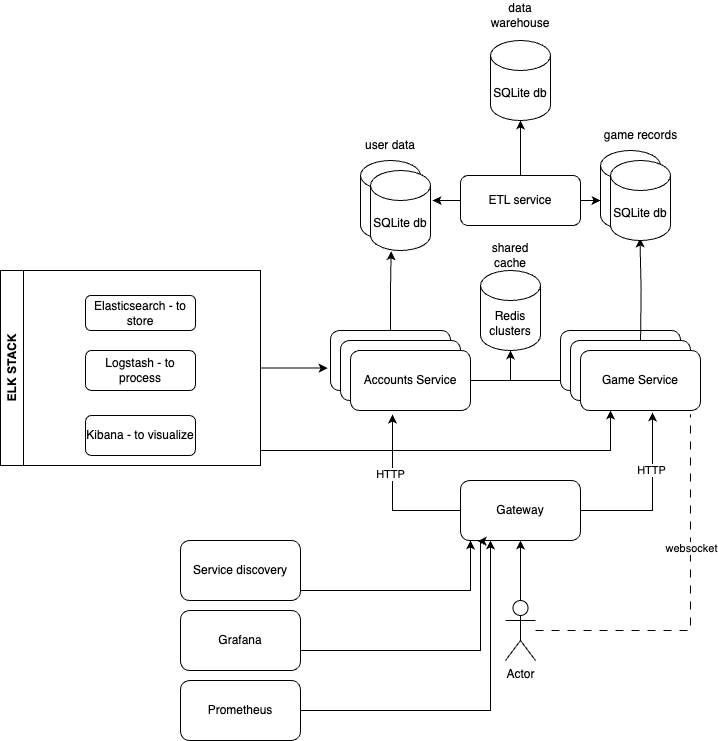 data
warehouse
SQLite db
user data
game records
SQLite db
ETL service
SQLite db
shared
cache
Redis
clusters
ELK STACK
Elasticsearch - to
store
Logstash - to
process
Kibana - to visualize
Accounts Service
Game Service
HTTP
HTTP
Gateway
websocket
Service discovery
Grafana
Actor
Prometheus